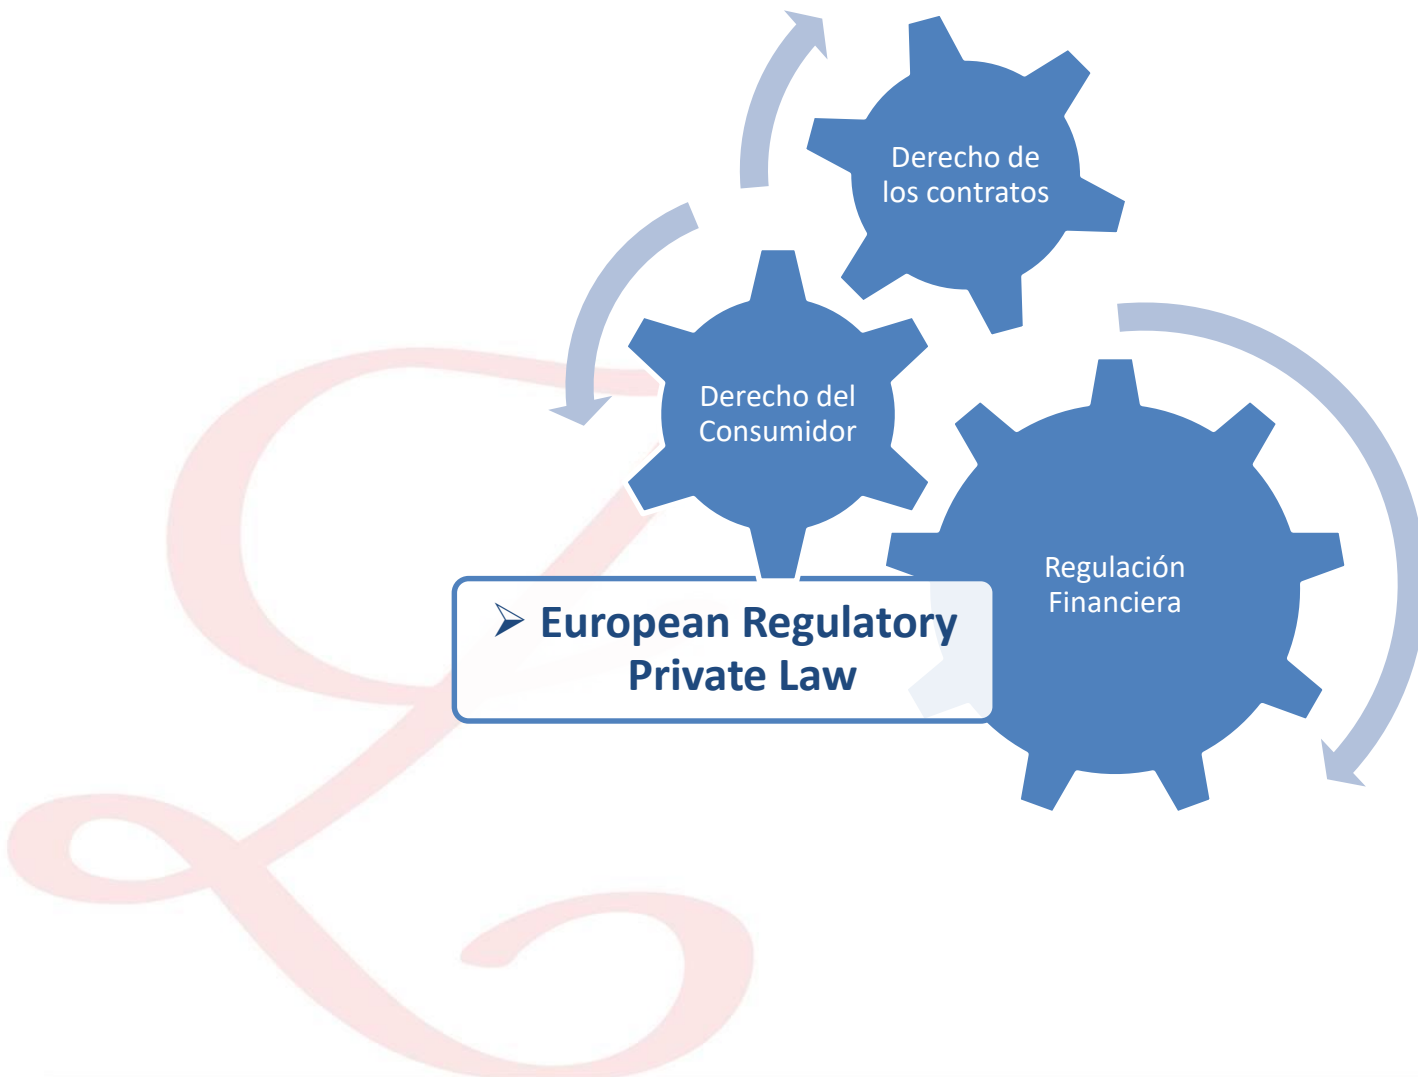 Derecho de
los contratos
Derecho del
Consumidor
Regulación
Financiera
➢ European Regulatory
Private Law